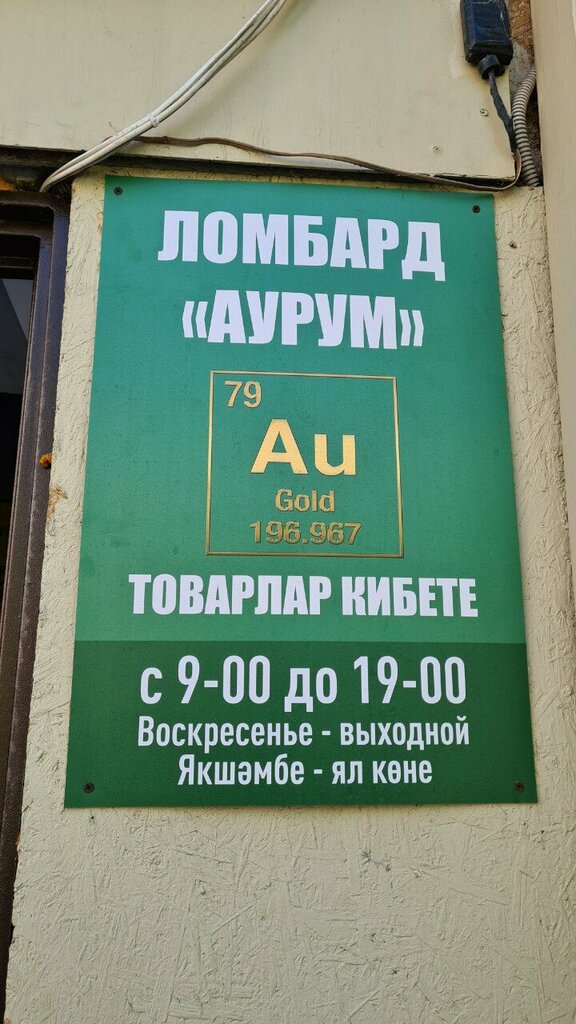 ЛОМБАРД
«АУРУМ»
79
Au
Gold
196.967
ТОВАРЛАР КИБЕТЕ
с 9-00 до 19-00
Воскресенье - выходной
Якшәмбе - ял көне